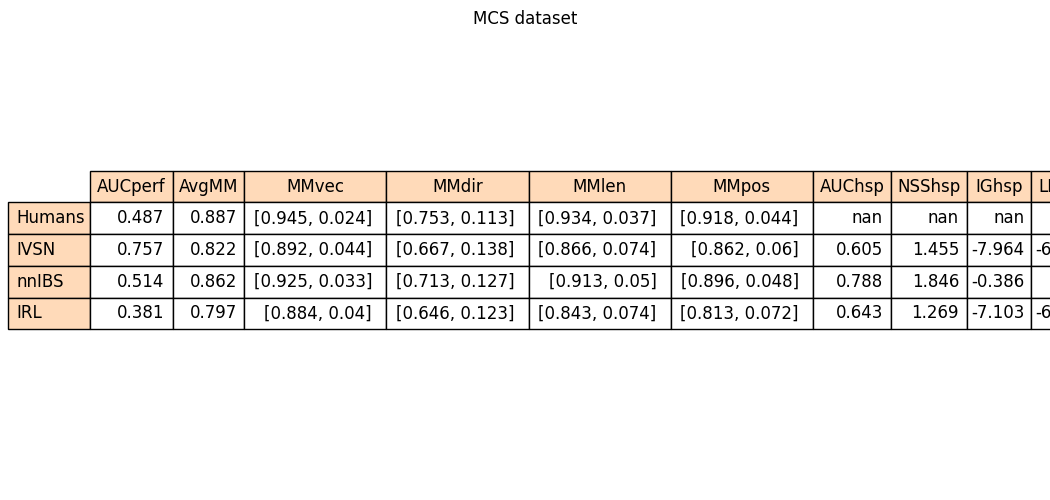 MCS dataset
AUCperf AvgMM MMvec MMdir MMlen MMpos AUChsp NSShsp IGhsp
Humans 0.487 0.887 [0.945, 0.024] [0.753, 0.113] [0.934, 0.037] [0.918, 0.044] nan nan nan
IVSN 0.757 0.822 [0.892, 0.044] [0.667, 0.138] [0.866, 0.074] [0.862, 0.06] 0.605 1.455 -7.964 -6
nnIBS 0.514 0.862 [0.925, 0.033] [0.713, 0.127] [0.913, 0.05] [0.896, 0.048] 0.788 1.846 -0.386
IRL 0.381 0.797 [0.884, 0.04] [0.646, 0.123] [0.843, 0.074] [0.813, 0.072] 0.643 1.269 -7.103 -6